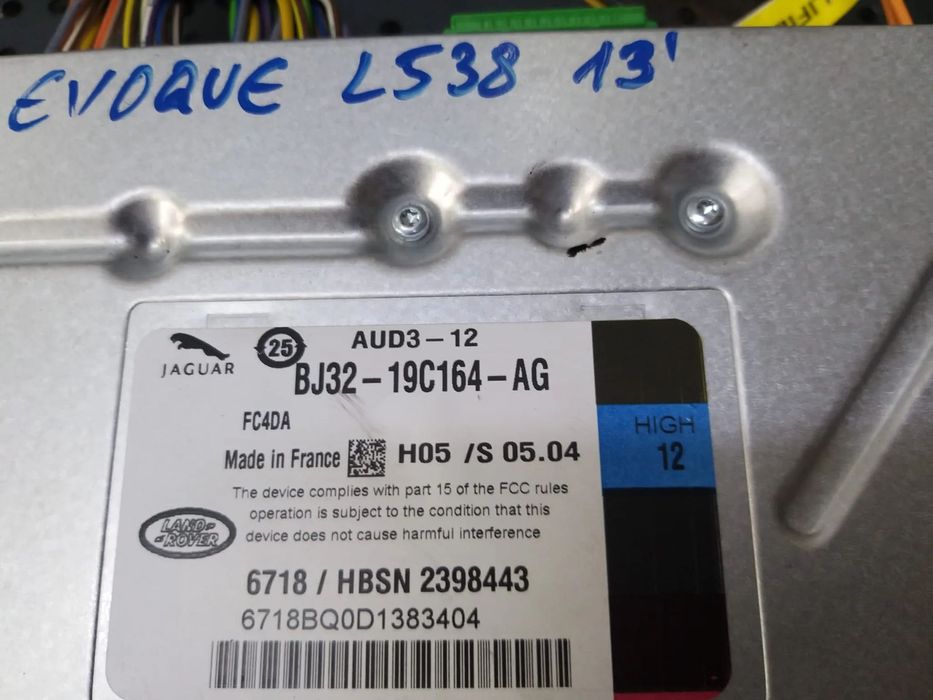 EVOQUE L538 13'
JAGUAR
25
AUD3-12
BJ32-19C164-AG
FC4DA
HIGH
12
Made in France H05 /S 05.04
The device complies with part 15 of the FCC rules
operation is subject to the condition that this
device does not cause harmful interference
LAND
ROVER
6718 / HBSN 2398443
6718BQ0D1383404